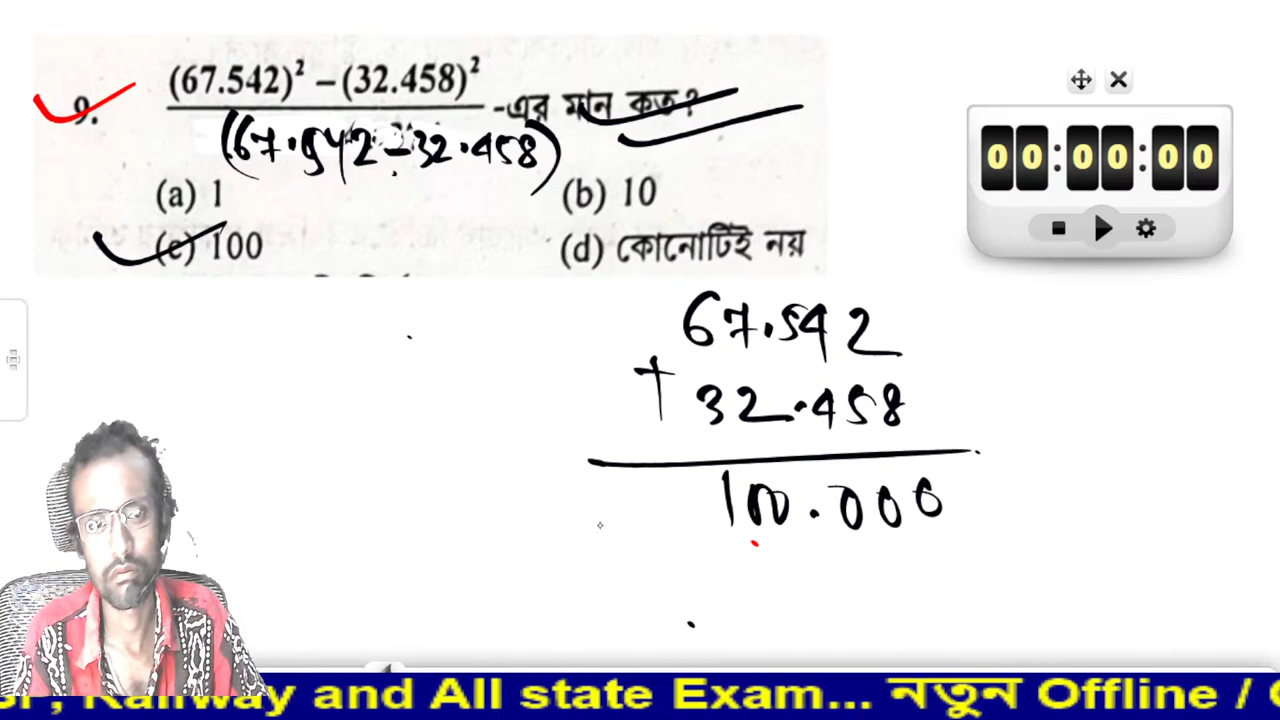 9. (67.542)² – (32.458)² -এর মান কত?
(67.542-32.458)
(a) 1 (b) 10
(c) 100 (d) কোনোটিই নয়
00:00:00
67.542
+ 32.458
100.000
, Railway and All state Exam... নতুন Offline /